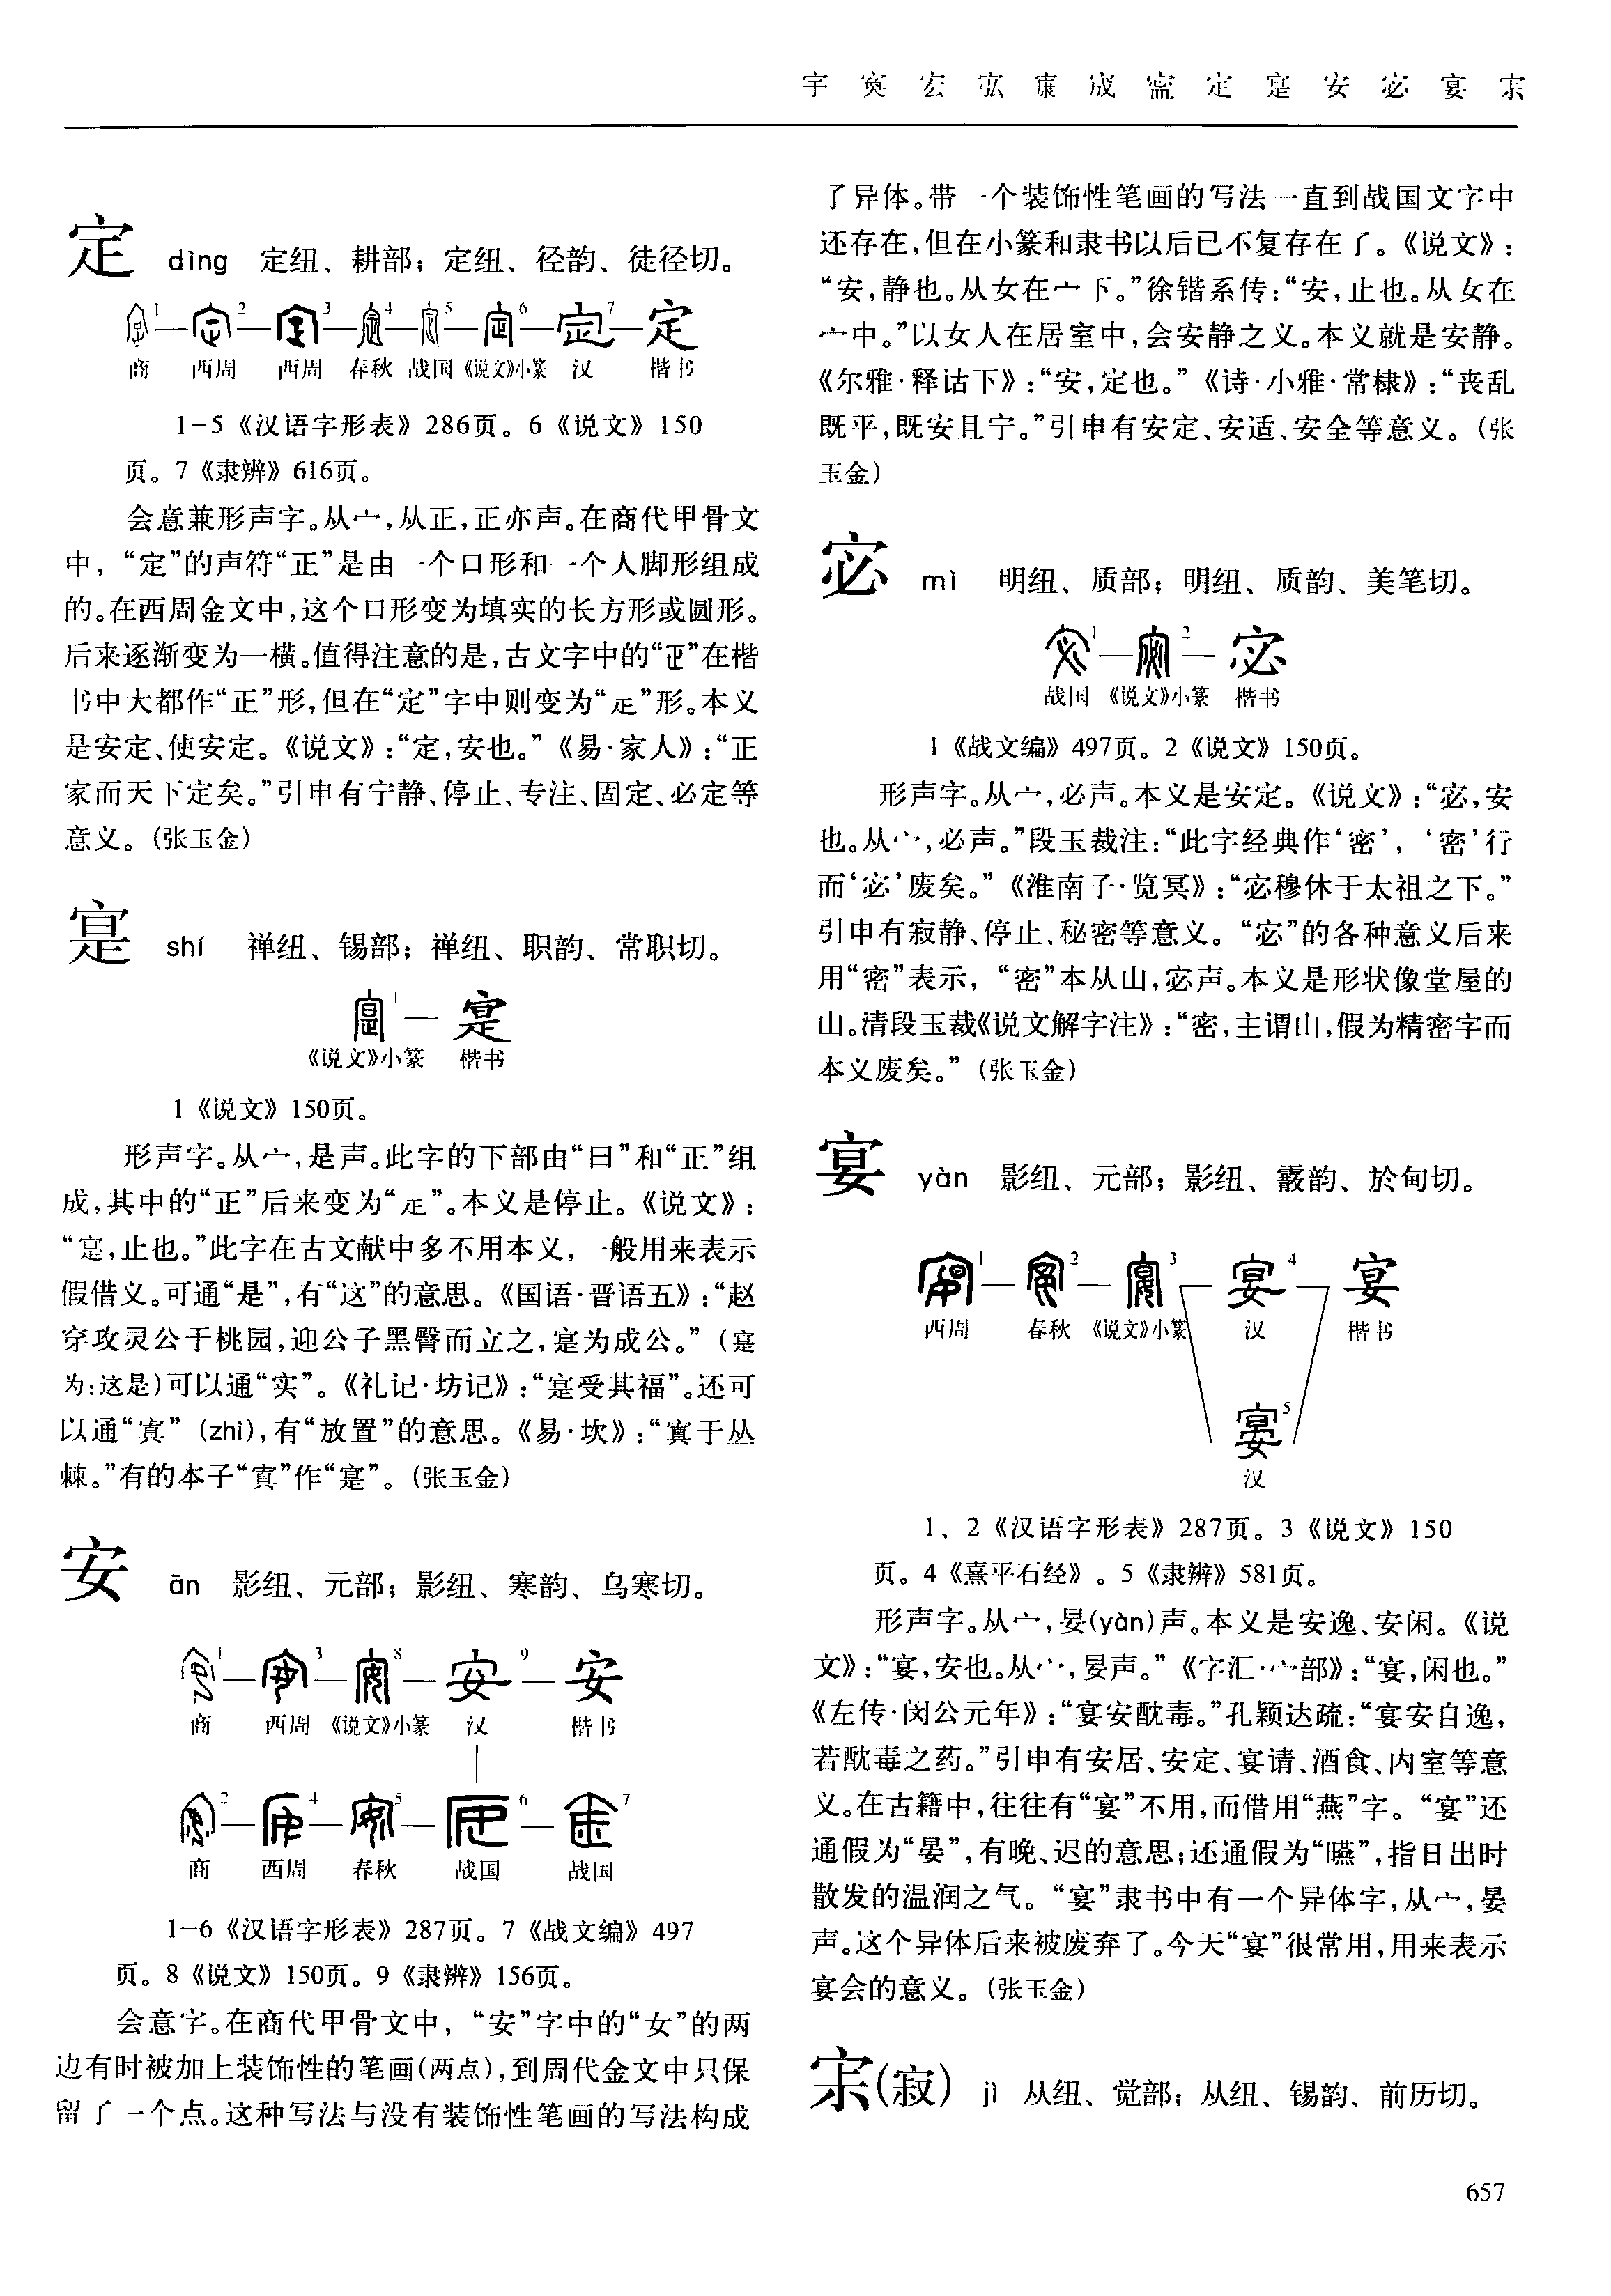 宇 寏 宏 宖 康 宬 寍 定 寔 安 宓 宴 宋
定 dìng 定纽、耕部；定纽、径韵、徒径切。
1 2 3 4 5 6 7 定
商 西周 西周 春秋 战国 《说文》小篆 汉 楷书
1-5《汉语字形表》286页。6《说文》150
页。7《隶辨》616页。
会意兼形声字。从宀，从正，正亦声。在商代甲骨文
中，“定”的声符“正”是由一个口形和一个人脚形组成
的。在西周金文中，这个口形变为填实的长方形或圆形。
后来逐渐变为一横。值得注意的是，古文字中的“正”在楷
书中大都作“正”形，但在“定”字中则变为“𤴓”形。本义
是安定、使安定。《说文》：“定，安也。”《易·家人》：“正
家而天下定矣。”引申有宁静、停止、专注、固定、必定等
意义。（张玉金）
寔 shí 禅纽、锡部；禅纽、职韵、常职切。
1 寔
《说文》小篆 楷书
1《说文》150页。
形声字。从宀，是声。此字的下部由“日”和“正”组
成，其中的“正”后来变为“𤴓”。本义是停止。《说文》：
“寔，止也。”此字在古文献中多不用本义，一般用来表示
假借义。可通“是”，有“这”的意思。《国语·晋语五》：“赵
穿攻灵公于桃园，迎公子黑臀而立之，寔为成公。”（寔
为：这是）可以通“实”。《礼记·坊记》：“寔受其福”。还可
以通“寘”（zhì），有“放置”的意思。《易·坎》：“寘于丛
棘。”有的本子“寘”作“寔”。（张玉金）
安 ān 影纽、元部；影纽、寒韵、乌寒切。
1 3 8 安 9 安
商 西周 《说文》小篆 汉 楷书
2 4 5 6 7
商 西周 春秋 战国 战国
1-6《汉语字形表》287页。7《战文编》497
页。8《说文》150页。9《隶辨》156页。
会意字。在商代甲骨文中，“安”字中的“女”的两
边有时被加上装饰性的笔画（两点），到周代金文中只保
留了一个点。这种写法与没有装饰性笔画的写法构成
了异体。带一个装饰性笔画的写法一直到战国文字中
还存在，但在小篆和隶书以后已不复存在了。《说文》：
“安，静也。从女在宀下。”徐锴系传：“安，止也。从女在
宀中。”以女人在居室中，会安静之义。本义就是安静。
《尔雅·释诂下》：“安，定也。”《诗·小雅·常棣》：“丧乱
既平，既安且宁。”引申有安定、安适、安全等意义。（张
玉金）
宓 mì 明纽、质部；明纽、质韵、美笔切。
1 2 宓
战国 《说文》小篆 楷书
1《战文编》497页。2《说文》150页。
形声字。从宀，必声。本义是安定。《说文》：“宓，安
也。从宀，必声。”段玉裁注：“此字经典作‘密’，‘密’行
而‘宓’废矣。”《淮南子·览冥》：“宓穆休于太祖之下。”
引申有寂静、停止、秘密等意义。“宓”的各种意义后来
用“密”表示，“密”本从山，宓声。本义是形状像堂屋的
山。清段玉裁《说文解字注》：“密，主谓山，假为精密字而
本义废矣。”（张玉金）
宴 yàn 影纽、元部；影纽、霰韵、於甸切。
1 2 3 宴 4 宴
西周 春秋 《说文》小篆 汉 楷书
5
汉
1、2《汉语字形表》287页。3《说文》150
页。4《熹平石经》。5《隶辨》581页。
形声字。从宀，妟（yàn）声。本义是安逸、安闲。《说
文》：“宴，安也。从宀，妟声。”《字汇·宀部》：“宴，闲也。”
《左传·闵公元年》：“宴安酖毒。”孔颖达疏：“宴安自逸，
若酖毒之药。”引申有安居、安定、宴请、酒食、内室等意
义。在古籍中，往往有“宴”不用，而借用“燕”字。“宴”还
通假为“晏”，有晚、迟的意思；还通假为“嚥”，指日出时
散发的温润之气。“宴”隶书中有一个异体字，从宀，晏
声。这个异体后来被废弃了。今天“宴”很常用，用来表示
宴会的意义。（张玉金）
宋（寂） jì 从纽、觉部；从纽、锡韵、前历切。
657